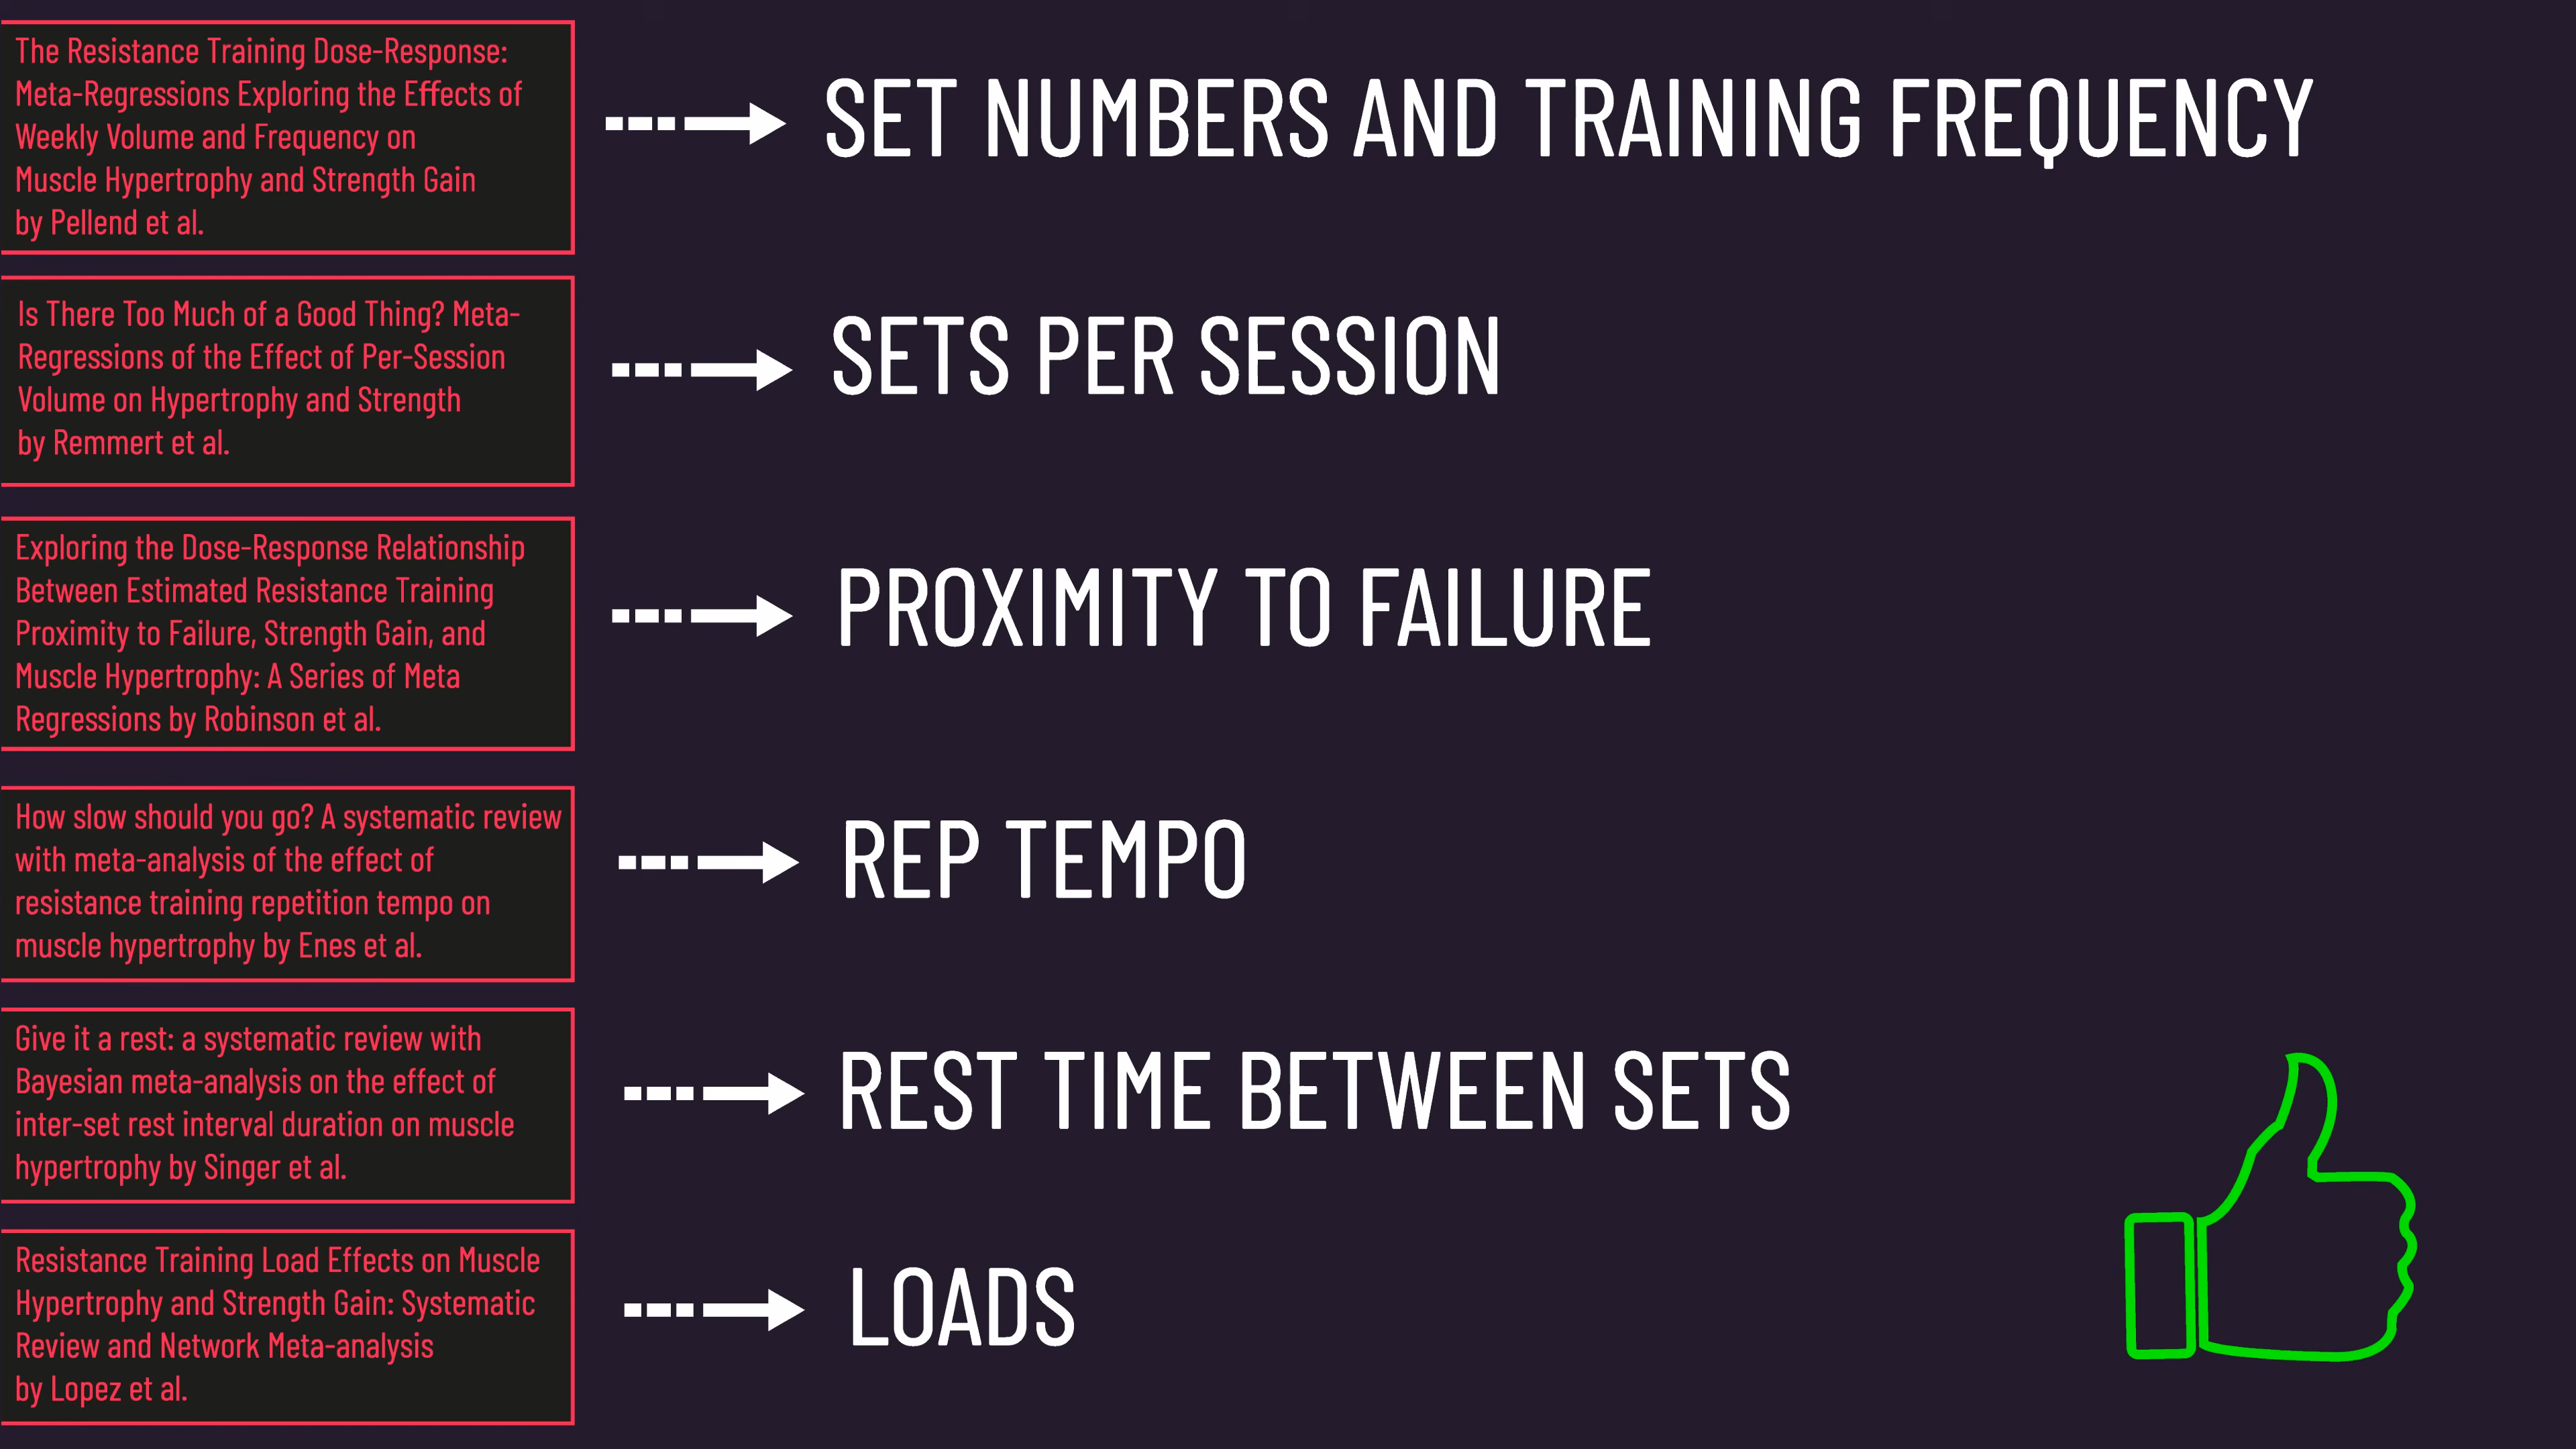 The Resistance Training Dose-Response:
Meta-Regressions Exploring the Effects of
Weekly Volume and Frequency on
Muscle Hypertrophy and Strength Gain
by Pellend et al.
SET NUMBERS AND TRAINING FREQUENCY
Is There Too Much of a Good Thing? Meta-
Regressions of the Effect of Per-Session
Volume on Hypertrophy and Strength
by Remmert et al.
SETS PER SESSION
Exploring the Dose-Response Relationship
Between Estimated Resistance Training
Proximity to Failure, Strength Gain, and
Muscle Hypertrophy: A Series of Meta
Regressions by Robinson et al.
PROXIMITY TO FAILURE
How slow should you go? A systematic review
with meta-analysis of the effect of
resistance training repetition tempo on
muscle hypertrophy by Enes et al.
REP TEMPO
Give it a rest: a systematic review with
Bayesian meta-analysis on the effect of
inter-set rest interval duration on muscle
hypertrophy by Singer et al.
REST TIME BETWEEN SETS
Resistance Training Load Effects on Muscle
Hypertrophy and Strength Gain: Systematic
Review and Network Meta-analysis
by Lopez et al.
LOADS